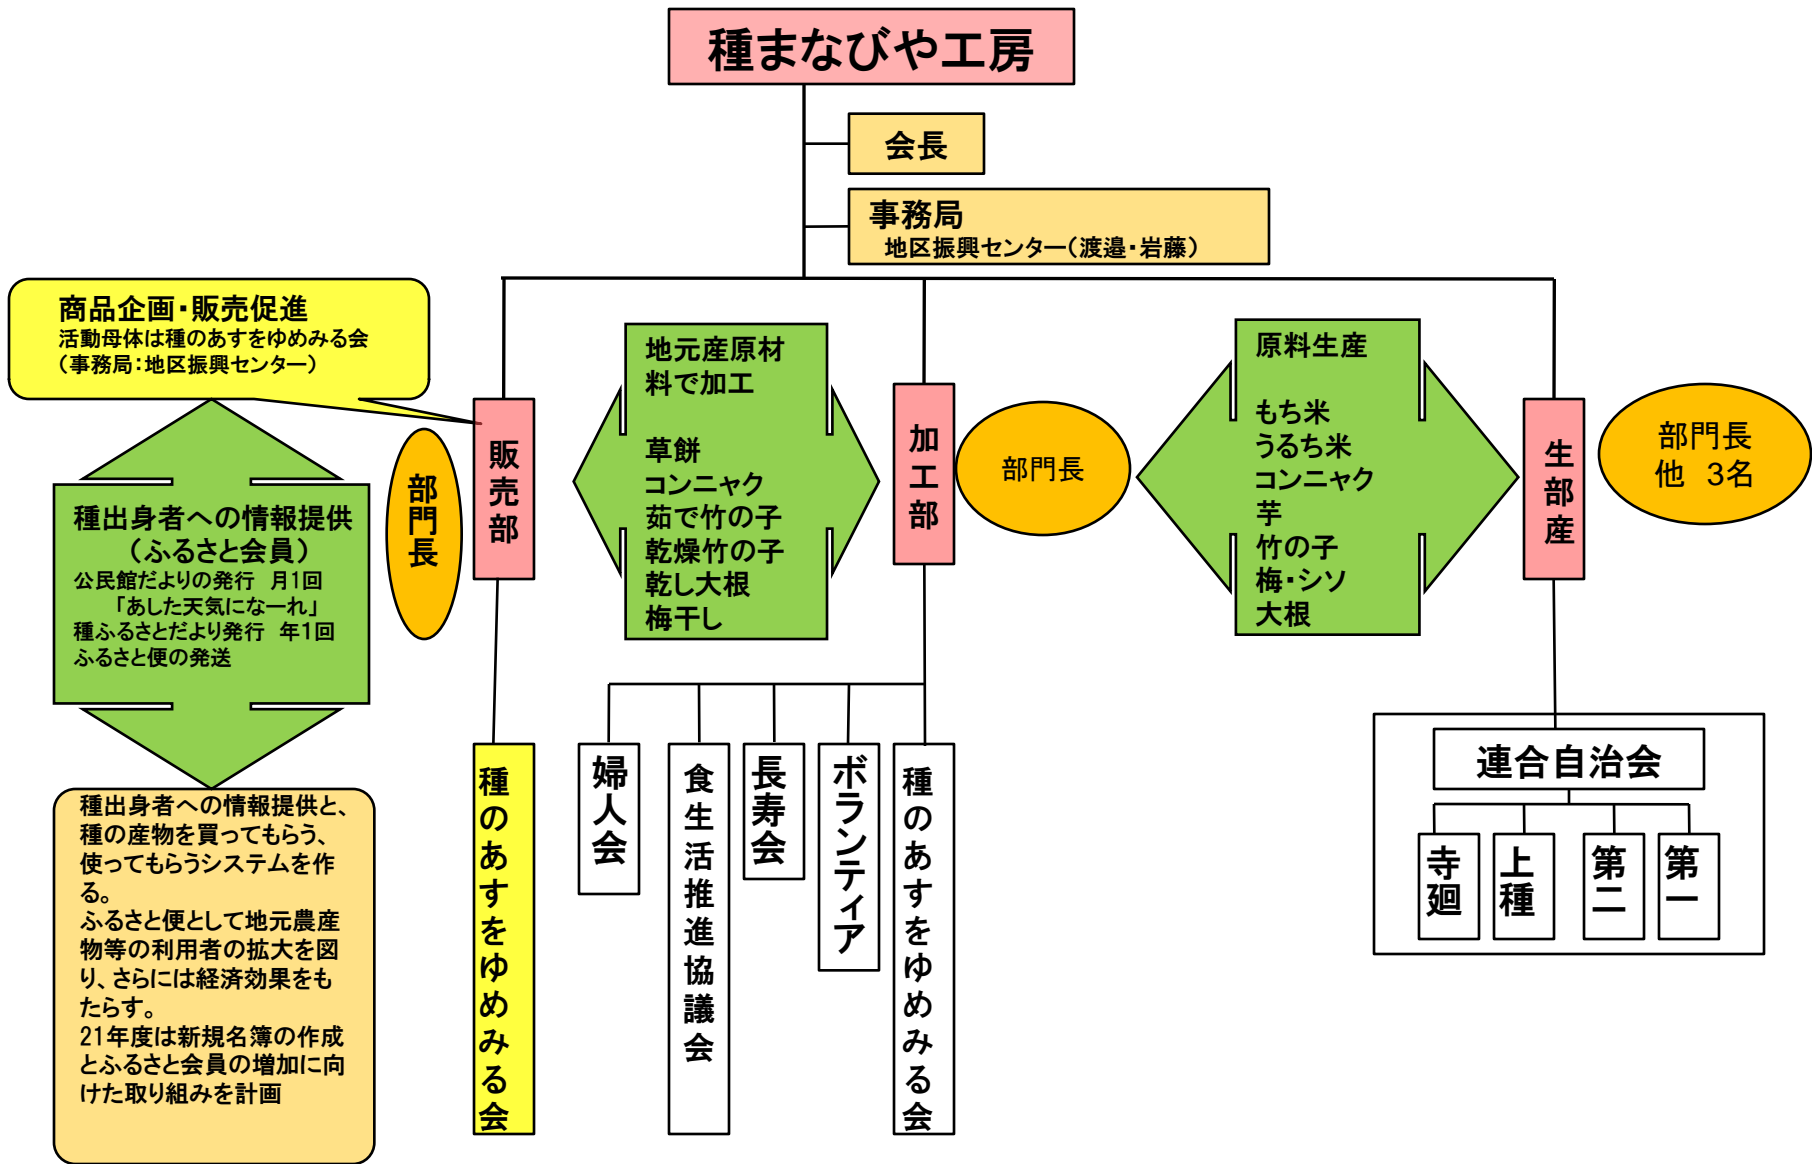 種まなびや工房
会長
事務局
地区振興センター(渡邉・岩藤)
商品企画・販売促進
活動母体は種のあすをゆめみる会
(事務局:地区振興センター)
種出身者への情報提供
(ふるさと会員)
公民館だよりの発行 月1回
「あした天気になーれ」
種ふるさとだより発行 年1回
ふるさと便の発送
種出身者への情報提供と、
種の産物を買ってもらう、
使ってもらうシステムを作
る。
ふるさと便として地元農産
物等の利用者の拡大を図
り、さらには経済効果をも
たらす。
21年度は新規名簿の作成
とふるさと会員の増加に向
けた取り組みを計画
部門長
販売部
種のあすをゆめみる会
地元産原材
料で加工
草餅
コンニャク
茹で竹の子
乾燥竹の子
乾し大根
梅干し
加工部
部門長
婦人会
食生活推進協議会
長寿会
ボランティア
種のあすをゆめみる会
原料生産
もち米
うるち米
コンニャク
芋
竹の子
梅・シソ
大根
生部産
部門長
他 3名
連合自治会
寺廻
上種
第二
第一